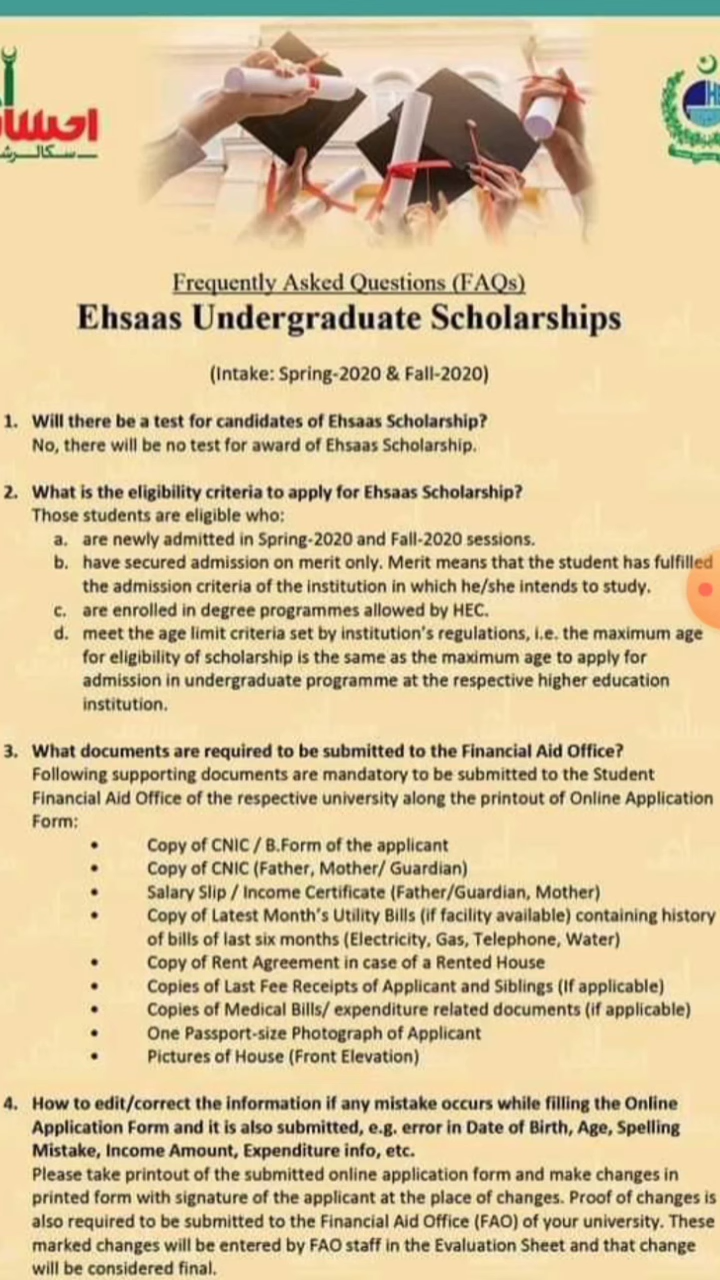 احساس
Frequently Asked Questions (FAQs)
Ehsaas Undergraduate Scholarships
(Intake: Spring-2020 & Fall-2020)
1. Will there be a test for candidates of Ehsaas Scholarship?
No, there will be no test for award of Ehsaas Scholarship.
2. What is the eligibility criteria to apply for Ehsaas Scholarship?
Those students are eligible who:
a. are newly admitted in Spring-2020 and Fall-2020 sessions.
b. have secured admission on merit only. Merit means that the student has fulfilled
the admission criteria of the institution in which he/she intends to study.
c. are enrolled in degree programmes allowed by HEC.
d. meet the age limit criteria set by institution's regulations, i.e. the maximum age
for eligibility of scholarship is the same as the maximum age to apply for
admission in undergraduate programme at the respective higher education
institution.
3. What documents are required to be submitted to the Financial Aid Office?
Following supporting documents are mandatory to be submitted to the Student
Financial Aid Office of the respective university along the printout of Online Application
Form:
• Copy of CNIC / B.Form of the applicant
• Copy of CNIC (Father, Mother/ Guardian)
• Salary Slip / Income Certificate (Father/Guardian, Mother)
• Copy of Latest Month's Utility Bills (if facility available) containing history
of bills of last six months (Electricity, Gas, Telephone, Water)
• Copy of Rent Agreement in case of a Rented House
• Copies of Last Fee Receipts of Applicant and Siblings (If applicable)
• Copies of Medical Bills/ expenditure related documents (if applicable)
• One Passport-size Photograph of Applicant
• Pictures of House (Front Elevation)
4. How to edit/correct the information if any mistake occurs while filling the Online
Application Form and it is also submitted, e.g. error in Date of Birth, Age, Spelling
Mistake, Income Amount, Expenditure info, etc.
Please take printout of the submitted online application form and make changes in
printed form with signature of the applicant at the place of changes. Proof of changes is
also required to be submitted to the Financial Aid Office (FAO) of your university. These
marked changes will be entered by FAO staff in the Evaluation Sheet and that change
will be considered final.